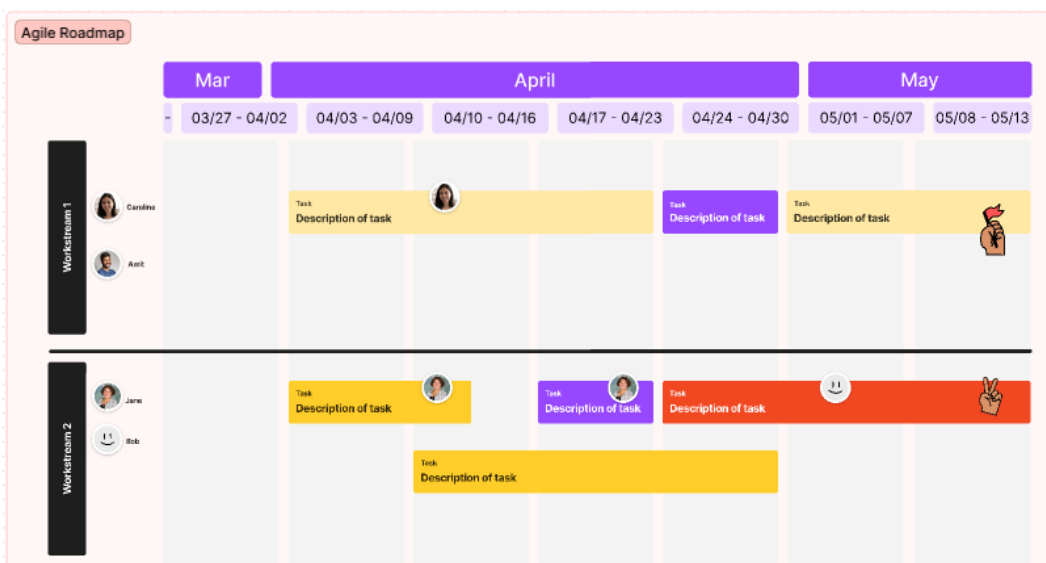 Agile Roadmap
Mar
April
May
-
03/27 - 04/02
04/03 - 04/09
04/10 - 04/16
04/17 - 04/23
04/24 - 04/30
05/01 - 05/07
05/08 - 05/13
Workstream 1
Caroline
Amit
Task
Description of task
Task
Description of task
Task
Description of task
Workstream 2
Jane
Bob
Task
Description of task
Task
Description of task
Task
Description of task
Task
Description of task